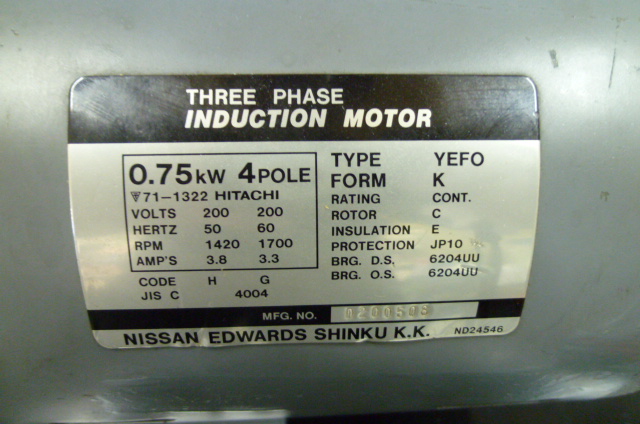 THREE PHASE
INDUCTION MOTOR
0.75kW 4POLE
71-1322 HITACHI
VOLTS 200 200
HERTZ 50 60
RPM 1420 1700
AMP'S 3.8 3.3
CODE H G
JIS C 4004
TYPE YEFO
FORM K
RATING CONT.
ROTOR C
INSULATION E
PROTECTION JP10
BRG. D.S. 6204UU
BRG. O.S. 6204UU
MFG. NO.
NISSAN EDWARDS SHINKU K.K. ND24546